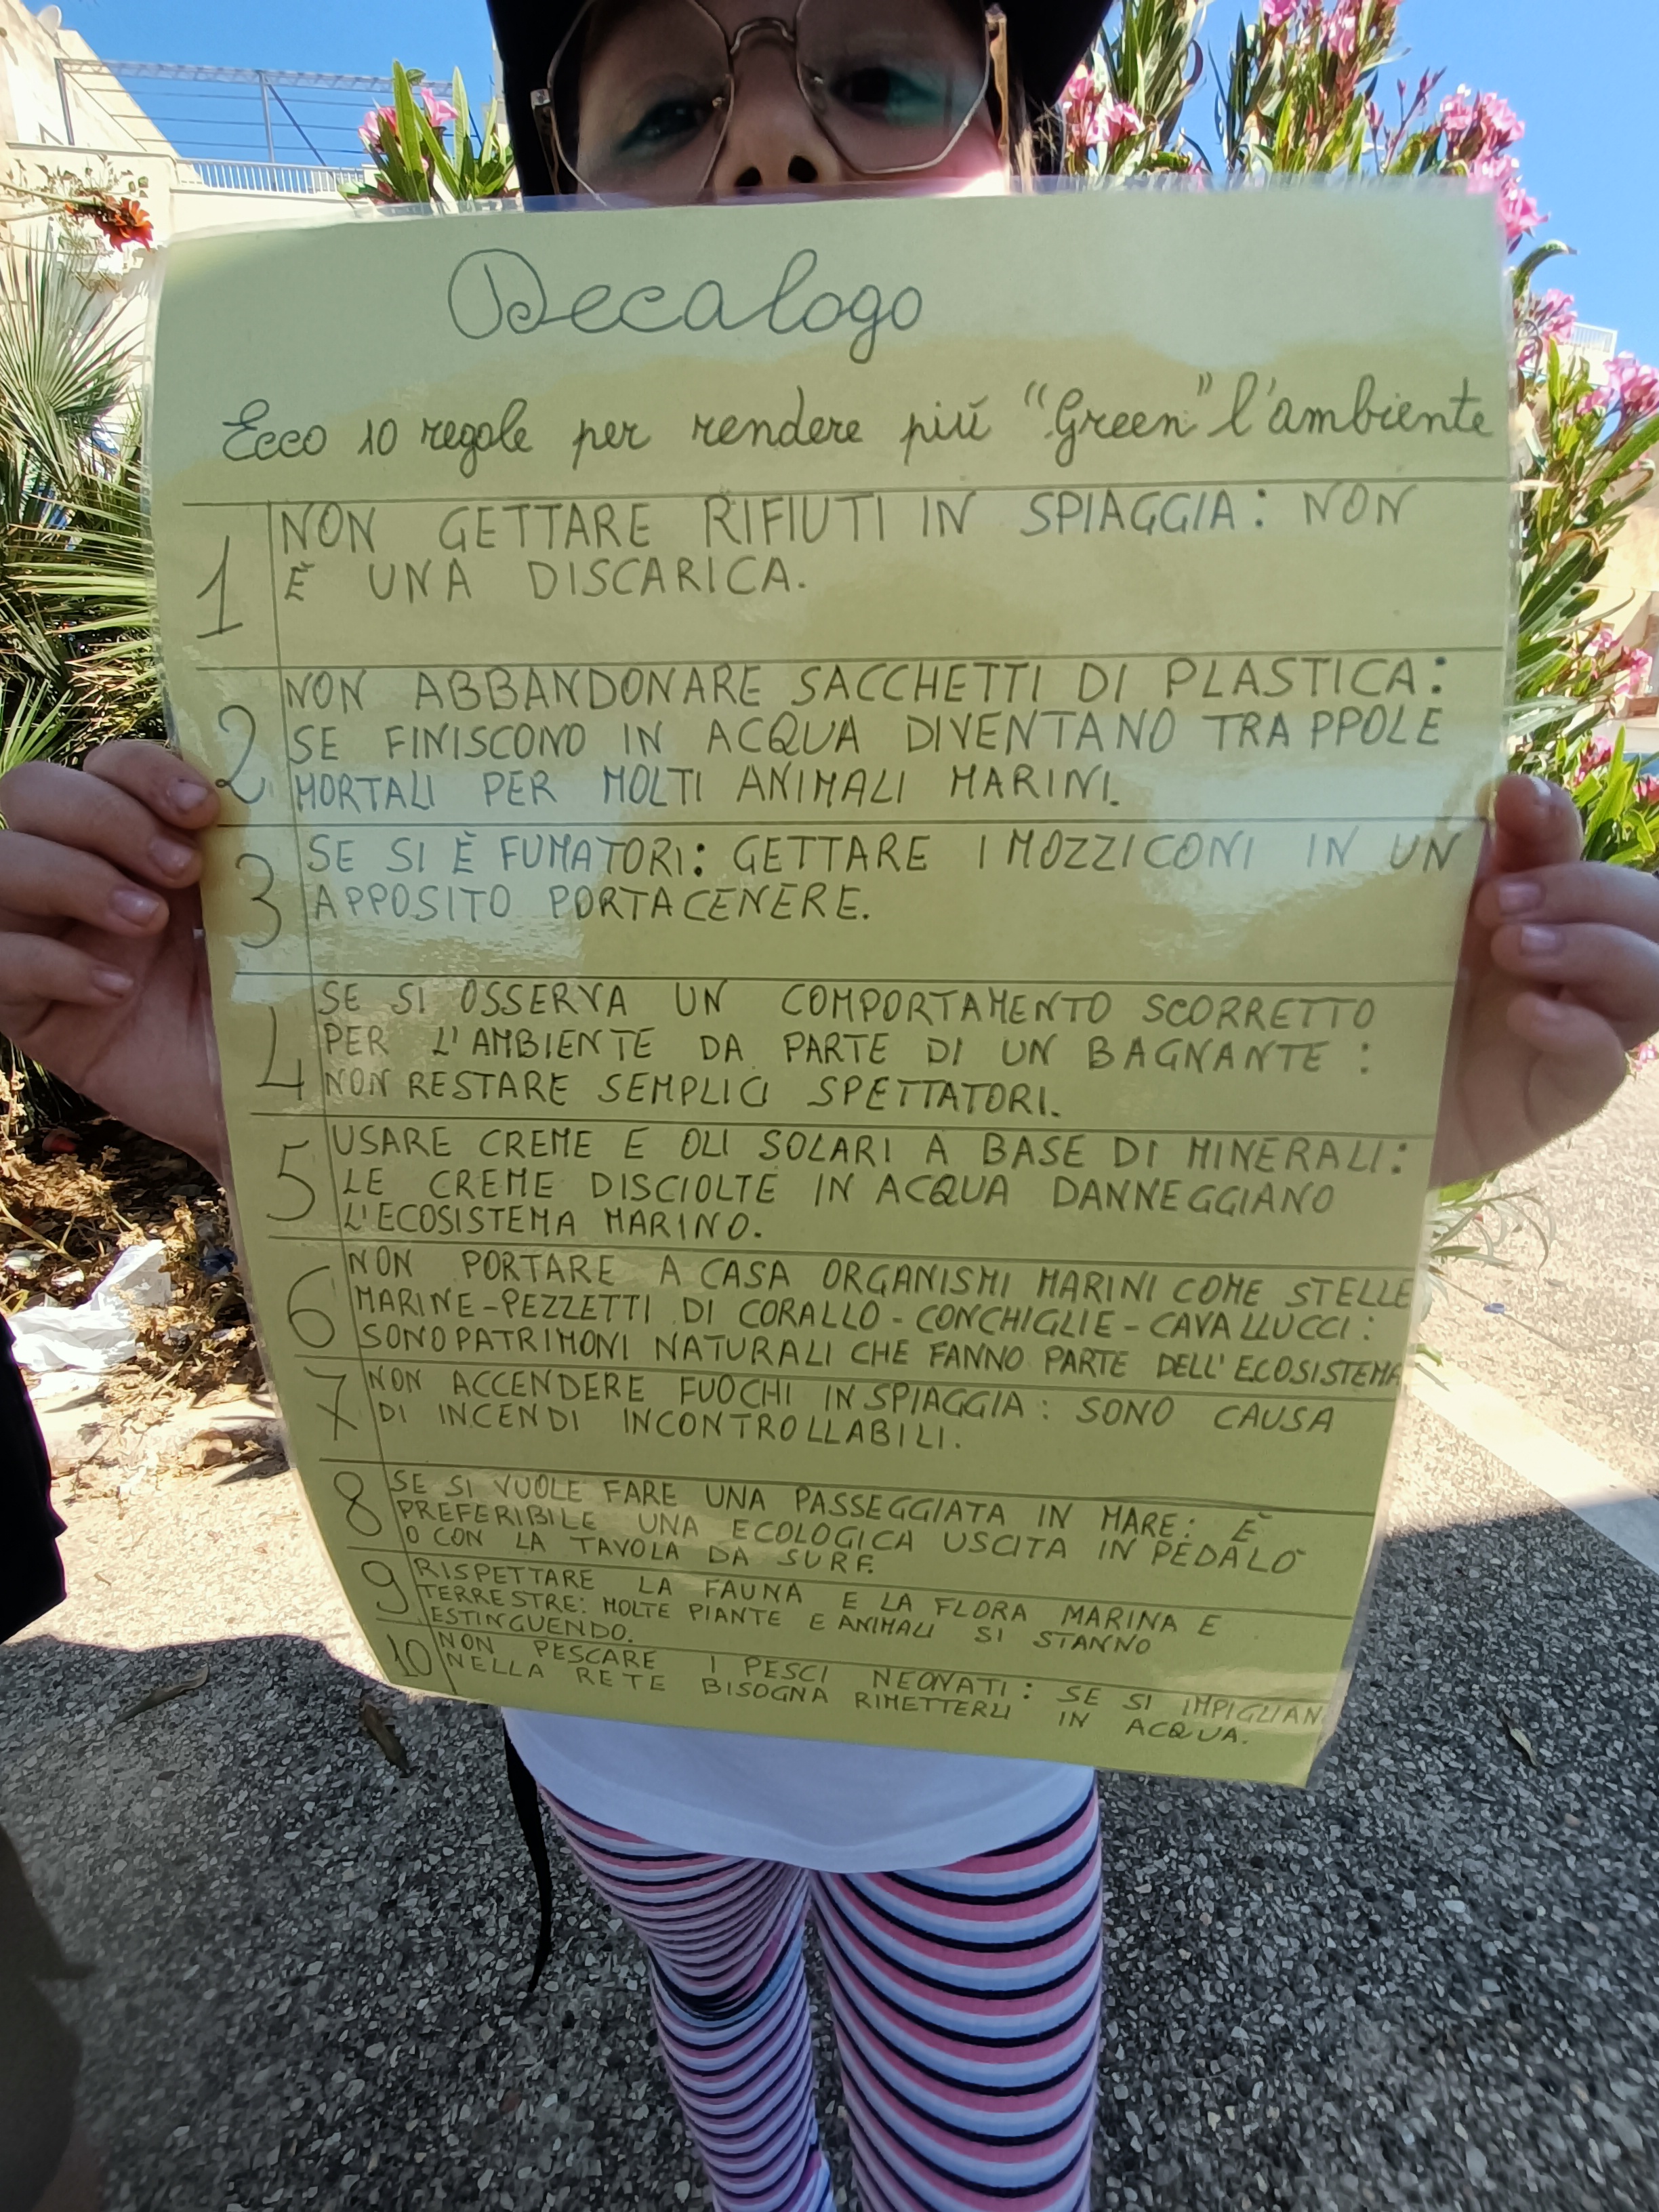 Decalogo
Ecco 10 regole per rendere piú "Green" l'ambiente
1 NON GETTARE RIFIUTI IN SPIAGGIA: NON
È UNA DISCARICA.
2 NON ABBANDONARE SACCHETTI DI PLASTICA:
SE FINISCONO IN ACQUA DIVENTANO TRAPPOLE
MORTALI PER MOLTI ANIMALI MARINI.
3 SE SI È FUMATORI: GETTARE I MOZZICONI IN UN
APPOSITO PORTACENERE.
4 SE SI OSSERVA UN COMPORTAMENTO SCORRETTO
PER L'AMBIENTE DA PARTE DI UN BAGNANTE:
NON RESTARE SEMPLICI SPETTATORI.
5 USARE CREME E OLI SOLARI A BASE DI MINERALI:
LE CREME DISCIOLTE IN ACQUA DANNEGGIANO
L'ECOSISTEMA MARINO.
6 NON PORTARE A CASA ORGANISMI MARINI COME STELLE
MARINE-PEZZETTI DI CORALLO-CONCHIGLIE-CAVALLUCCI:
SONO PATRIMONI NATURALI CHE FANNO PARTE DELL'ECOSISTEMA
7 NON ACCENDERE FUOCHI IN SPIAGGIA: SONO CAUSA
DI INCENDI INCONTROLLABILI.
8 SE SI VUOLE FARE UNA PASSEGGIATA IN MARE: È
PREFERIBILE UNA ECOLOGICA USCITA IN PEDALÒ
O CON LA TAVOLA DA SURF.
9 RISPETTARE LA FAUNA E LA FLORA MARINA E
TERRESTRE: MOLTE PIANTE E ANIMALI SI STANNO
ESTINGUENDO.
10 NON PESCARE I PESCI NEONATI: SE SI IMPIGLIAN
NELLA RETE BISOGNA RIMETTERLI IN ACQUA.